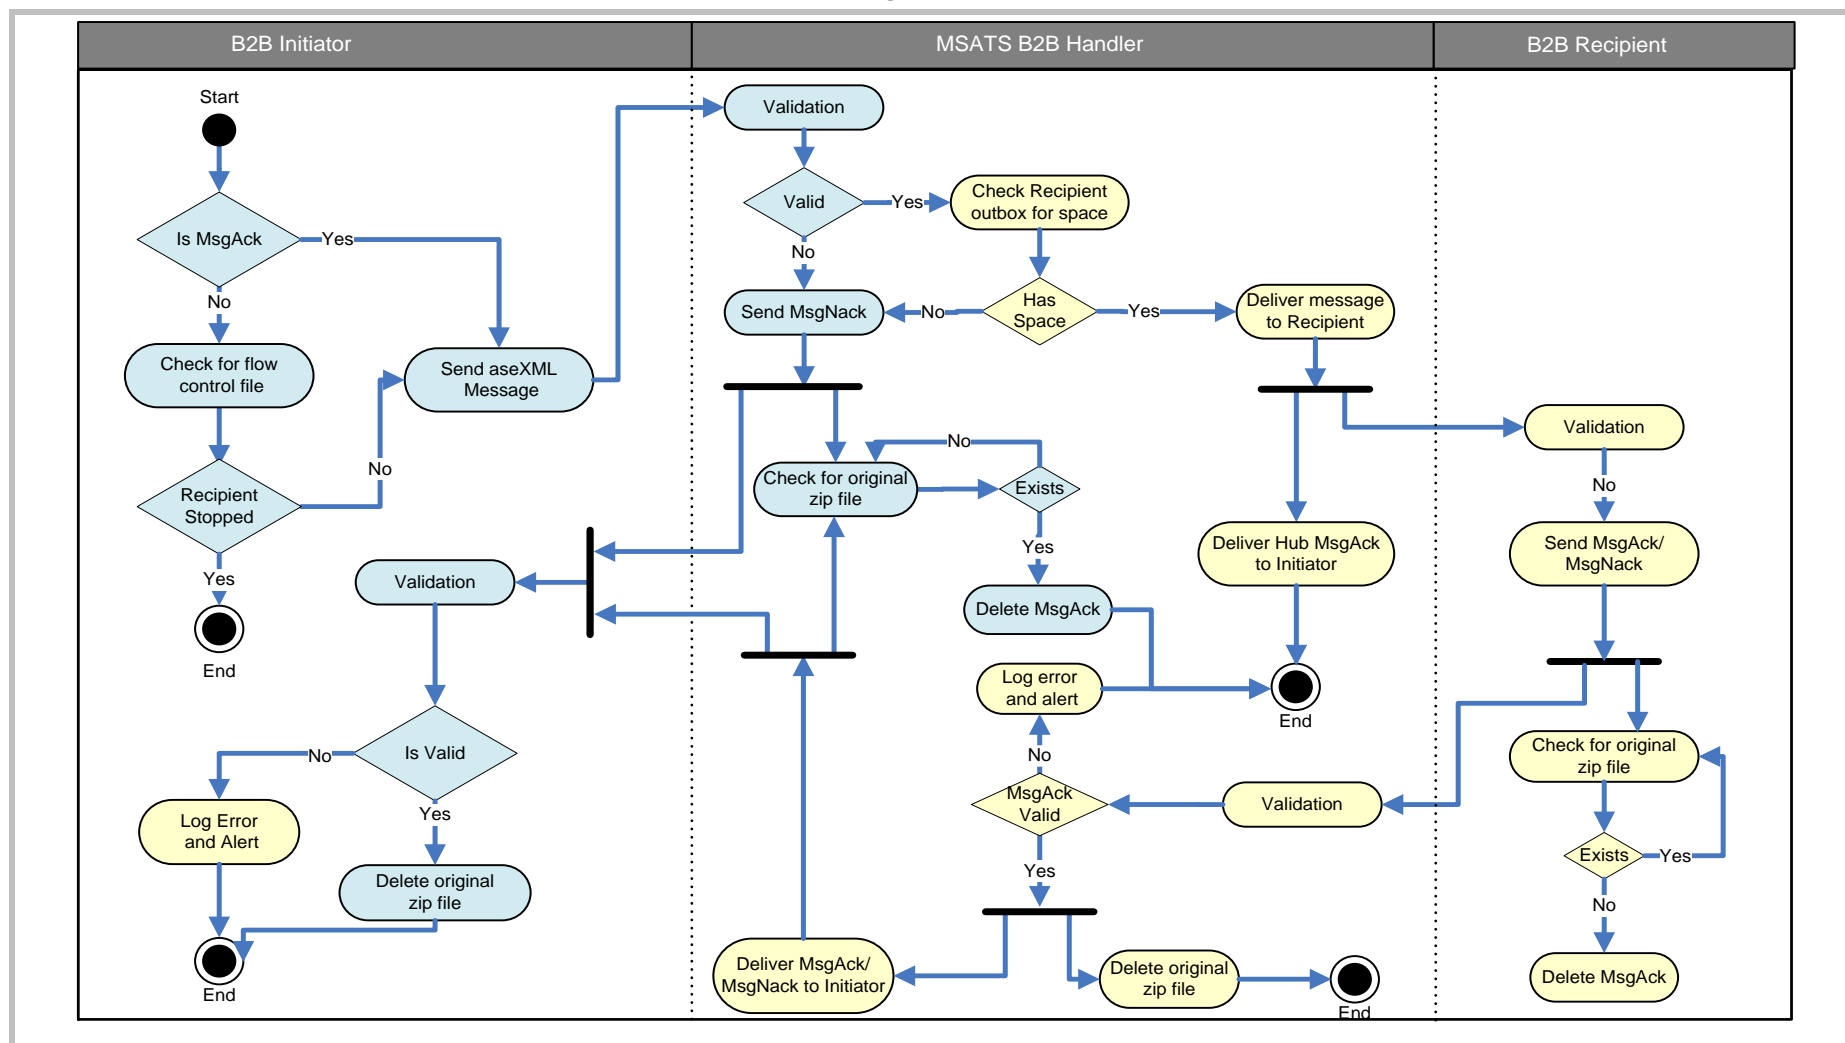 B2B Initiator
MSATS B2B Handler
B2B Recipient
Start
Is MsgAck
Yes
No
Check for flow
control file
Send aseXML
Message
No
Recipient
Stopped
Yes
End
Validation
Is Valid
No
Yes
Log Error
and Alert
Delete original
zip file
End
Validation
Valid
Yes
Check Recipient
outbox for space
No
Send MsgNack
No
Has
Space
Yes
Deliver message
to Recipient
No
Check for original
zip file
Exists
Yes
Delete MsgAck
Deliver Hub MsgAck
to Initiator
Log error
and alert
End
No
MsgAck
Valid
Validation
Yes
Deliver MsgAck/
MsgNack to Initiator
Delete original
zip file
End
Validation
No
Send MsgAck/
MsgNack
Check for original
zip file
Exists
Yes
No
Delete MsgAck